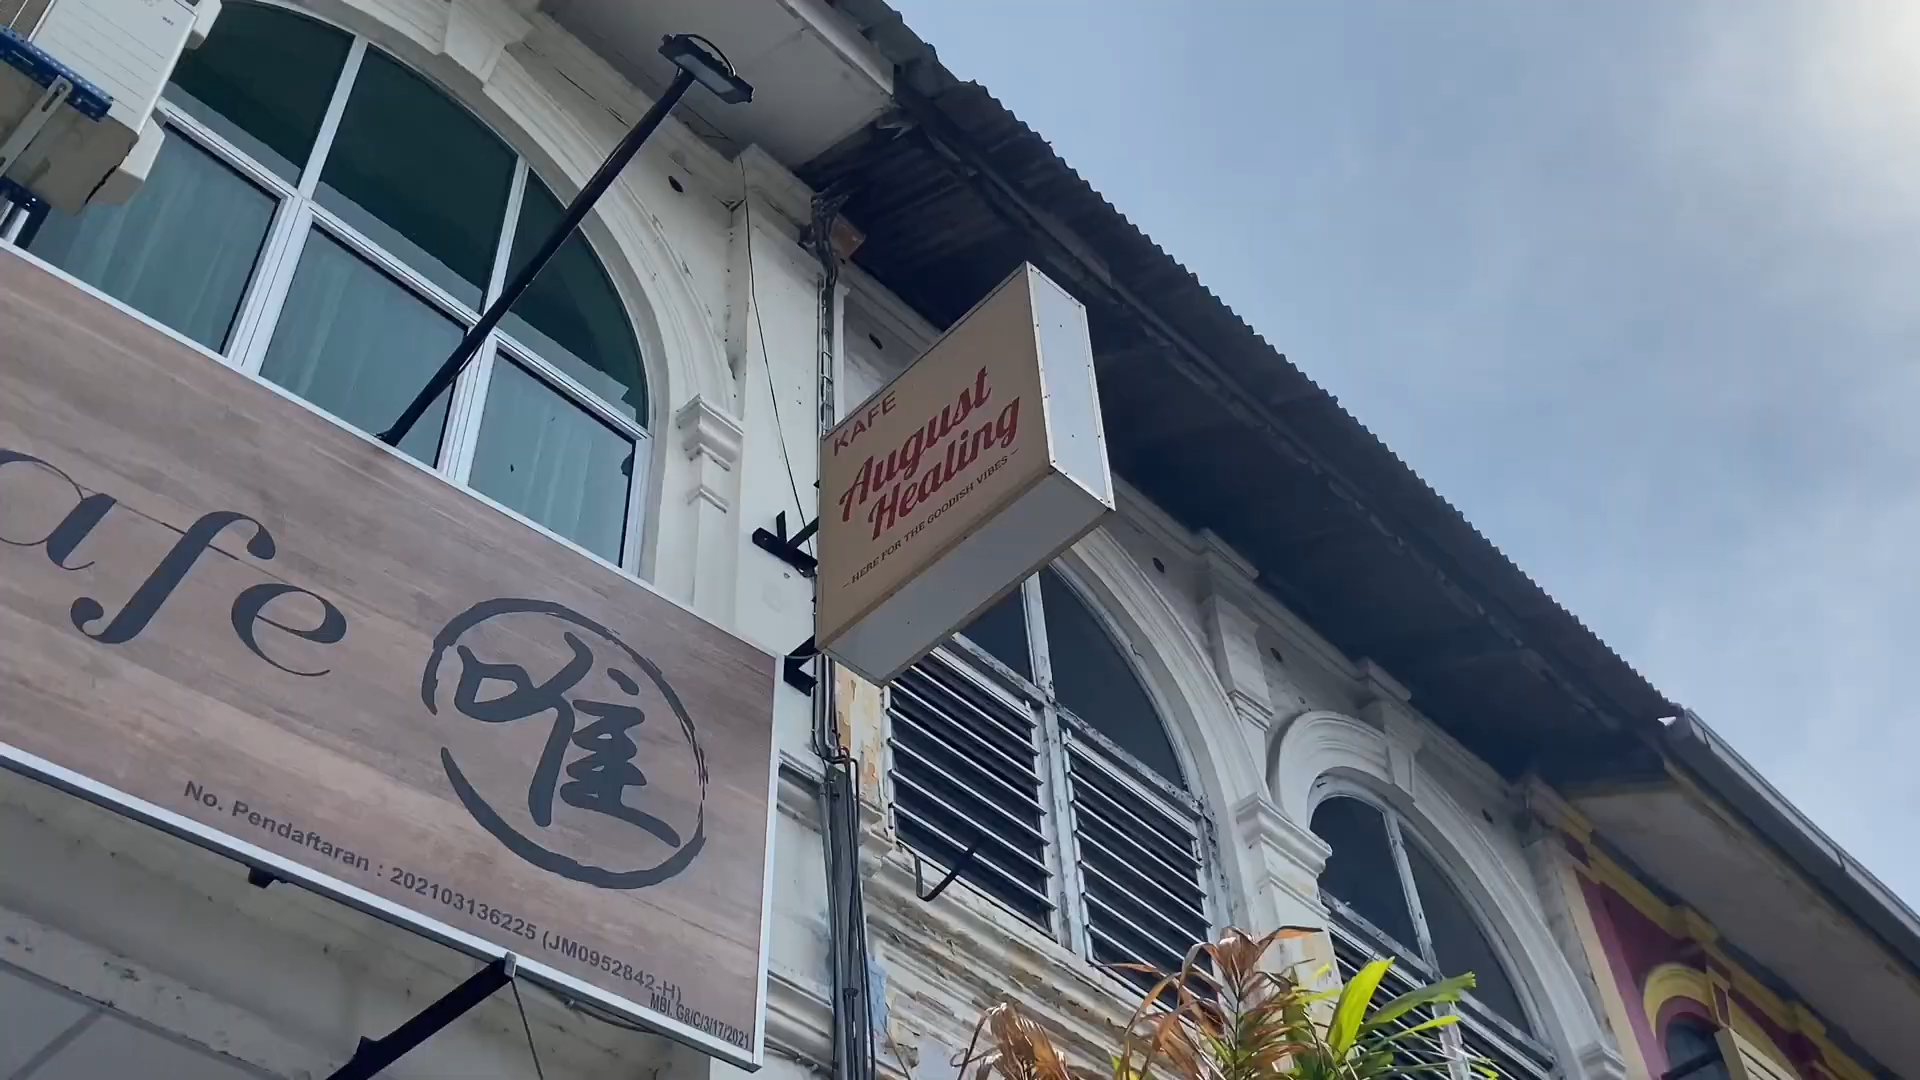 afe
唯
No. Pendaftaran : 202103136225 (JM0952842-H)
MBI. G8/C/3/17/2021
KAFE
August
Healing
- HERE FOR THE GOODISH VIBES -